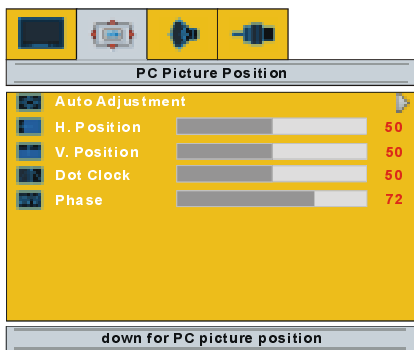 PC Picture Position
Auto Adjustment
H. Position 50
V. Position 50
Dot Clock 50
Phase 72
down for PC picture position